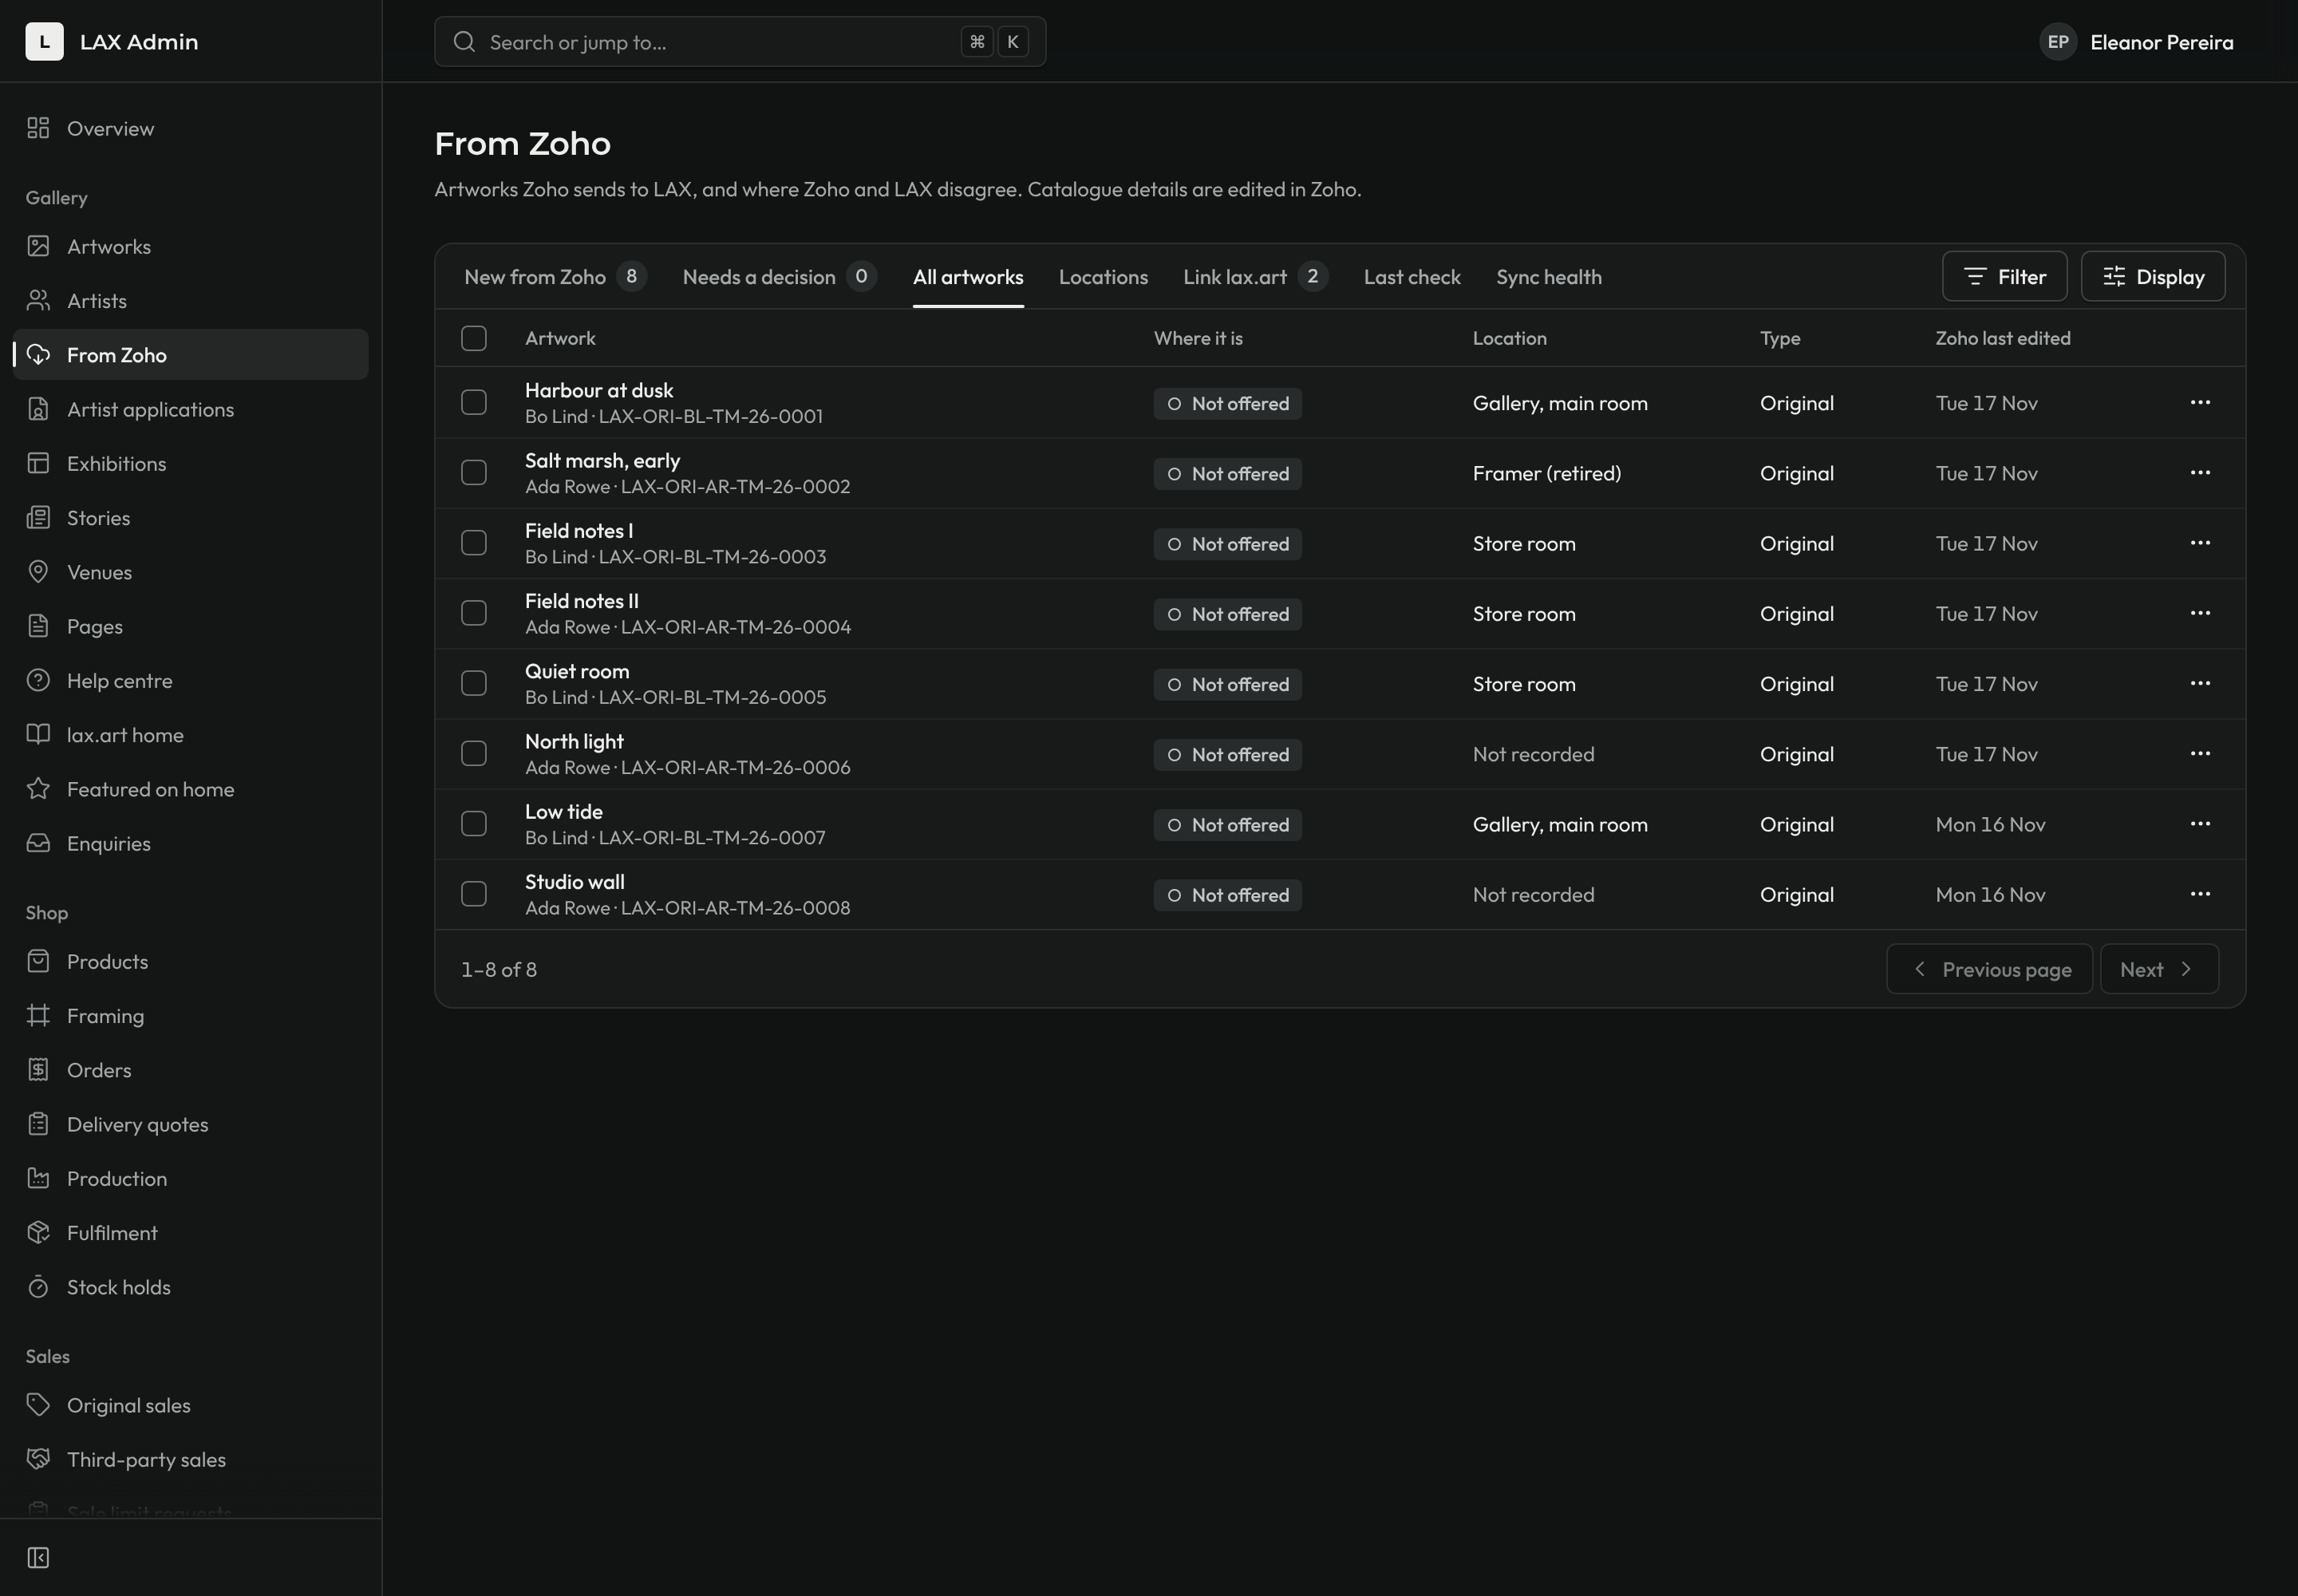 L LAX Admin
Search or jump to... ⌘ K
EP Eleanor Pereira
Overview
Gallery
Artworks
Artists
From Zoho
Artist applications
Exhibitions
Stories
Venues
Pages
Help centre
lax.art home
Featured on home
Enquiries
Shop
Products
Framing
Orders
Delivery quotes
Production
Fulfilment
Stock holds
Sales
Original sales
Third-party sales
Sale limit requests
From Zoho
Artworks Zoho sends to LAX, and where Zoho and LAX disagree. Catalogue details are edited in Zoho.
New from Zoho 8 Needs a decision 0 All artworks Locations Link lax.art 2 Last check Sync health Filter Display
Artwork Where it is Location Type Zoho last edited
Harbour at dusk
Bo Lind · LAX-ORI-BL-TM-26-0001 Not offered Gallery, main room Original Tue 17 Nov
Salt marsh, early
Ada Rowe · LAX-ORI-AR-TM-26-0002 Not offered Framer (retired) Original Tue 17 Nov
Field notes I
Bo Lind · LAX-ORI-BL-TM-26-0003 Not offered Store room Original Tue 17 Nov
Field notes II
Ada Rowe · LAX-ORI-AR-TM-26-0004 Not offered Store room Original Tue 17 Nov
Quiet room
Bo Lind · LAX-ORI-BL-TM-26-0005 Not offered Store room Original Tue 17 Nov
North light
Ada Rowe · LAX-ORI-AR-TM-26-0006 Not offered Not recorded Original Tue 17 Nov
Low tide
Bo Lind · LAX-ORI-BL-TM-26-0007 Not offered Gallery, main room Original Mon 16 Nov
Studio wall
Ada Rowe · LAX-ORI-AR-TM-26-0008 Not offered Not recorded Original Mon 16 Nov
1–8 of 8 Previous page Next